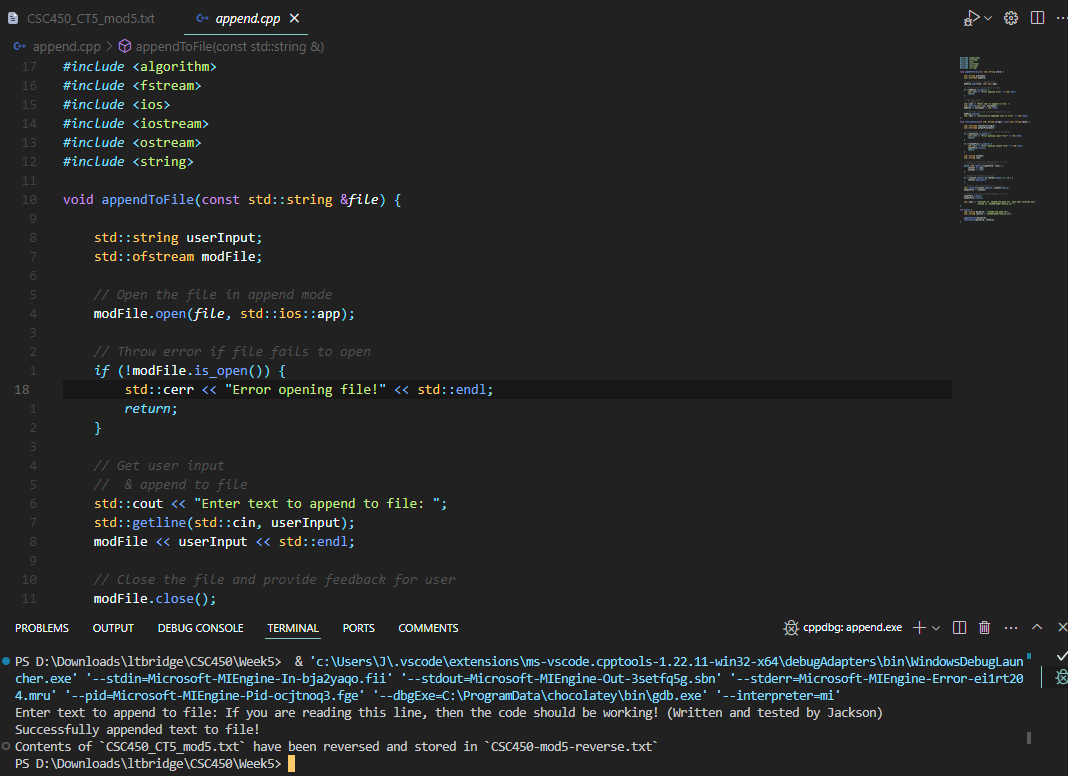 CSC450_CT5_mod5.txt append.cpp
append.cpp > appendToFile(const std::string &)
17 #include <algorithm>
16 #include <fstream>
15 #include <ios>
14 #include <iostream>
13 #include <ostream>
12 #include <string>
11
10 void appendToFile(const std::string &file) {
9
8 std::string userInput;
7 std::ofstream modFile;
6
5 // Open the file in append mode
4 modFile.open(file, std::ios::app);
3
2 // Throw error if file fails to open
1 if (!modFile.is_open()) {
18 std::cerr << "Error opening file!" << std::endl;
1 return;
2 }
3
4 // Get user input
5 //  & append to file
6 std::cout << "Enter text to append to file: ";
7 std::getline(std::cin, userInput);
8 modFile << userInput << std::endl;
9
10 // Close the file and provide feedback for user
11 modFile.close();
PROBLEMS OUTPUT DEBUG CONSOLE TERMINAL PORTS COMMENTS cppdbg: append.exe
PS D:\Downloads\ltbridge\CSC450\Week5>  & 'c:\Users\J\.vscode\extensions\ms-vscode.cpptools-1.22.11-win32-x64\debugAdapters\bin\WindowsDebugLaun
cher.exe' '--stdin=Microsoft-MIEngine-In-bja2yaqo.fii' '--stdout=Microsoft-MIEngine-Out-3setfq5g.sbn' '--stderr=Microsoft-MIEngine-Error-ei1rt20
4.mru' '--pid=Microsoft-MIEngine-Pid-ocjtnoq3.fge' '--dbgExe=C:\ProgramData\chocolatey\bin\gdb.exe' '--interpreter=mi'
Enter text to append to file: If you are reading this line, then the code should be working! (Written and tested by Jackson)
Successfully appended text to file!
Contents of `CSC450_CT5_mod5.txt` have been reversed and stored in `CSC450-mod5-reverse.txt`
PS D:\Downloads\ltbridge\CSC450\Week5>